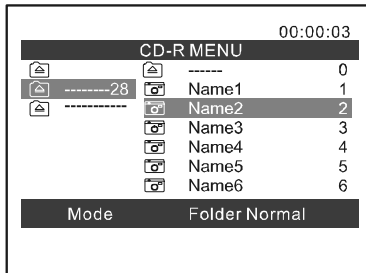 00:00:03
CD-R MENU
------ 0
--------28 Name1 1
----------- Name2 2
Name3 3
Name4 4
Name5 5
Name6 6
Mode Folder Normal